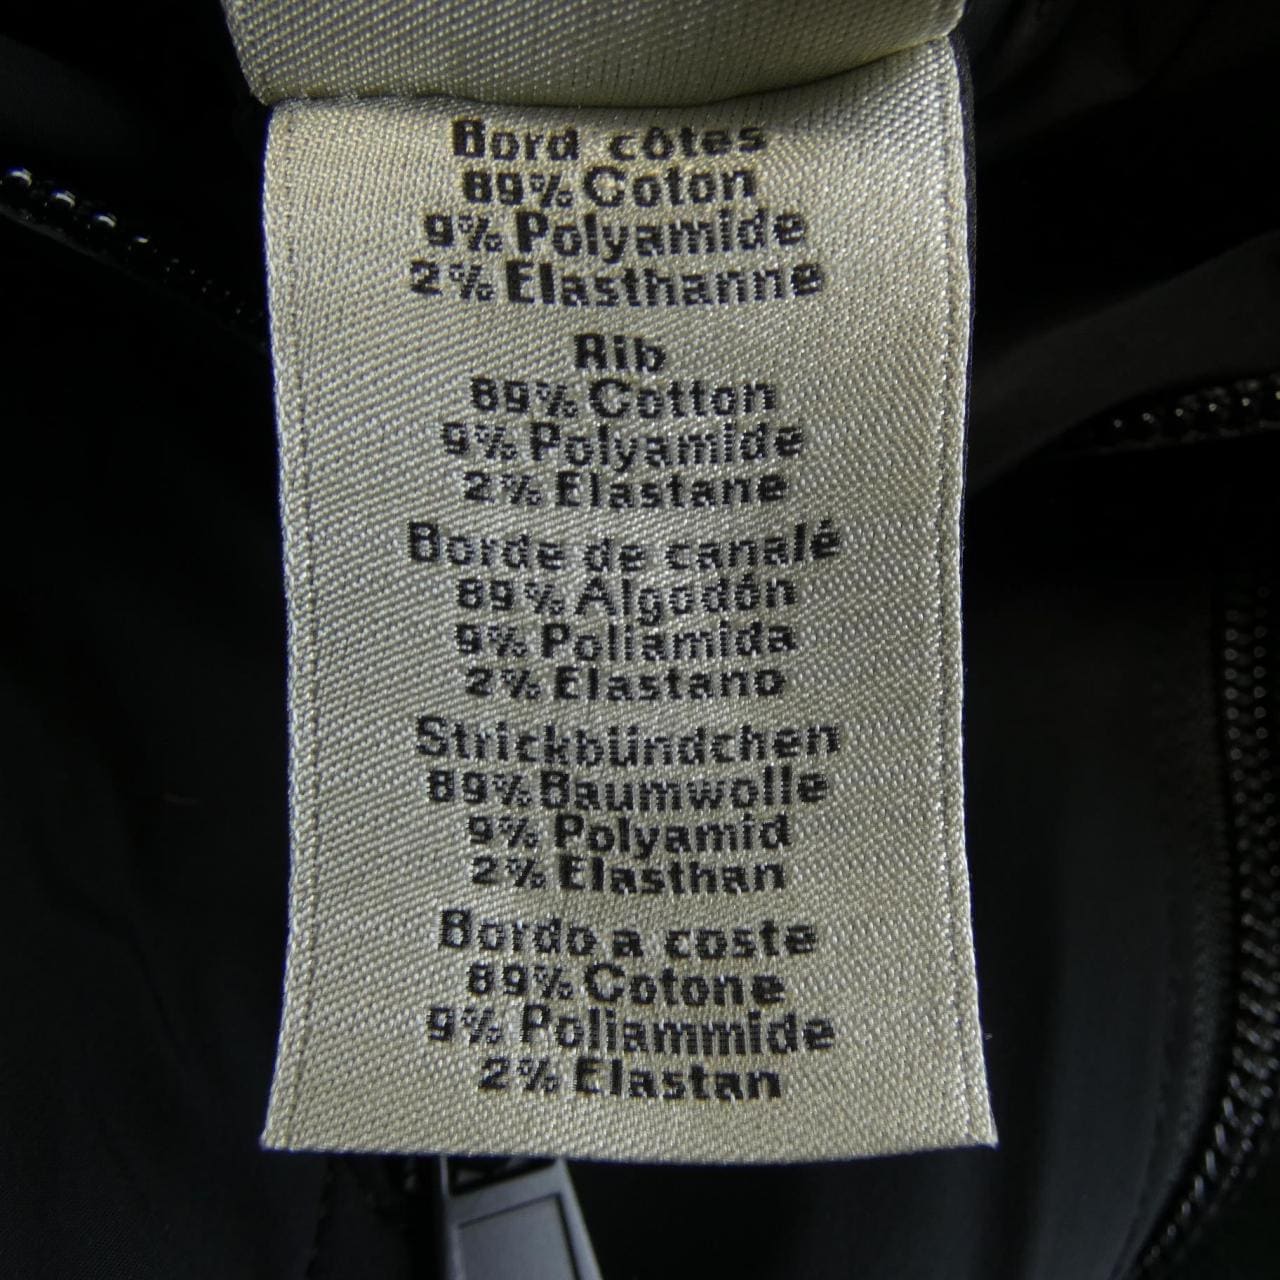 Bord côtes
89% Coton
9% Polyamide
2% Elasthanne
Rib
89% Cotton
9% Polyamide
2% Elastane
Borde de canalé
89% Algodón
9% Poliamida
2% Elastano
Strickbündchen
89% Baumwolle
9% Polyamid
2% Elasthan
Bordo a coste
89% Cotone
9% Poliammide
2% Elastan